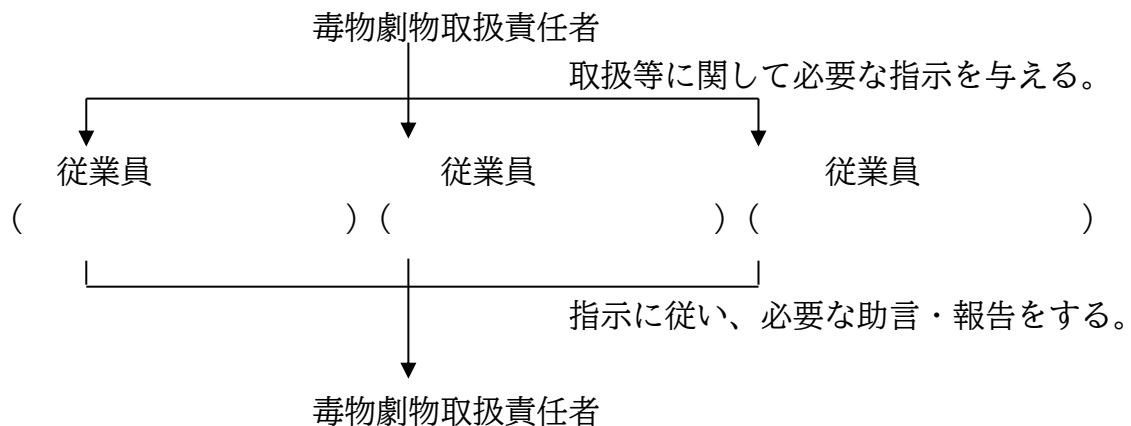 毒物劇物取扱責任者
取扱等に関して必要な指示を与える。
従業員 従業員 従業員
（ ）（ ）（ ）
指示に従い、必要な助言・報告をする。
毒物劇物取扱責任者